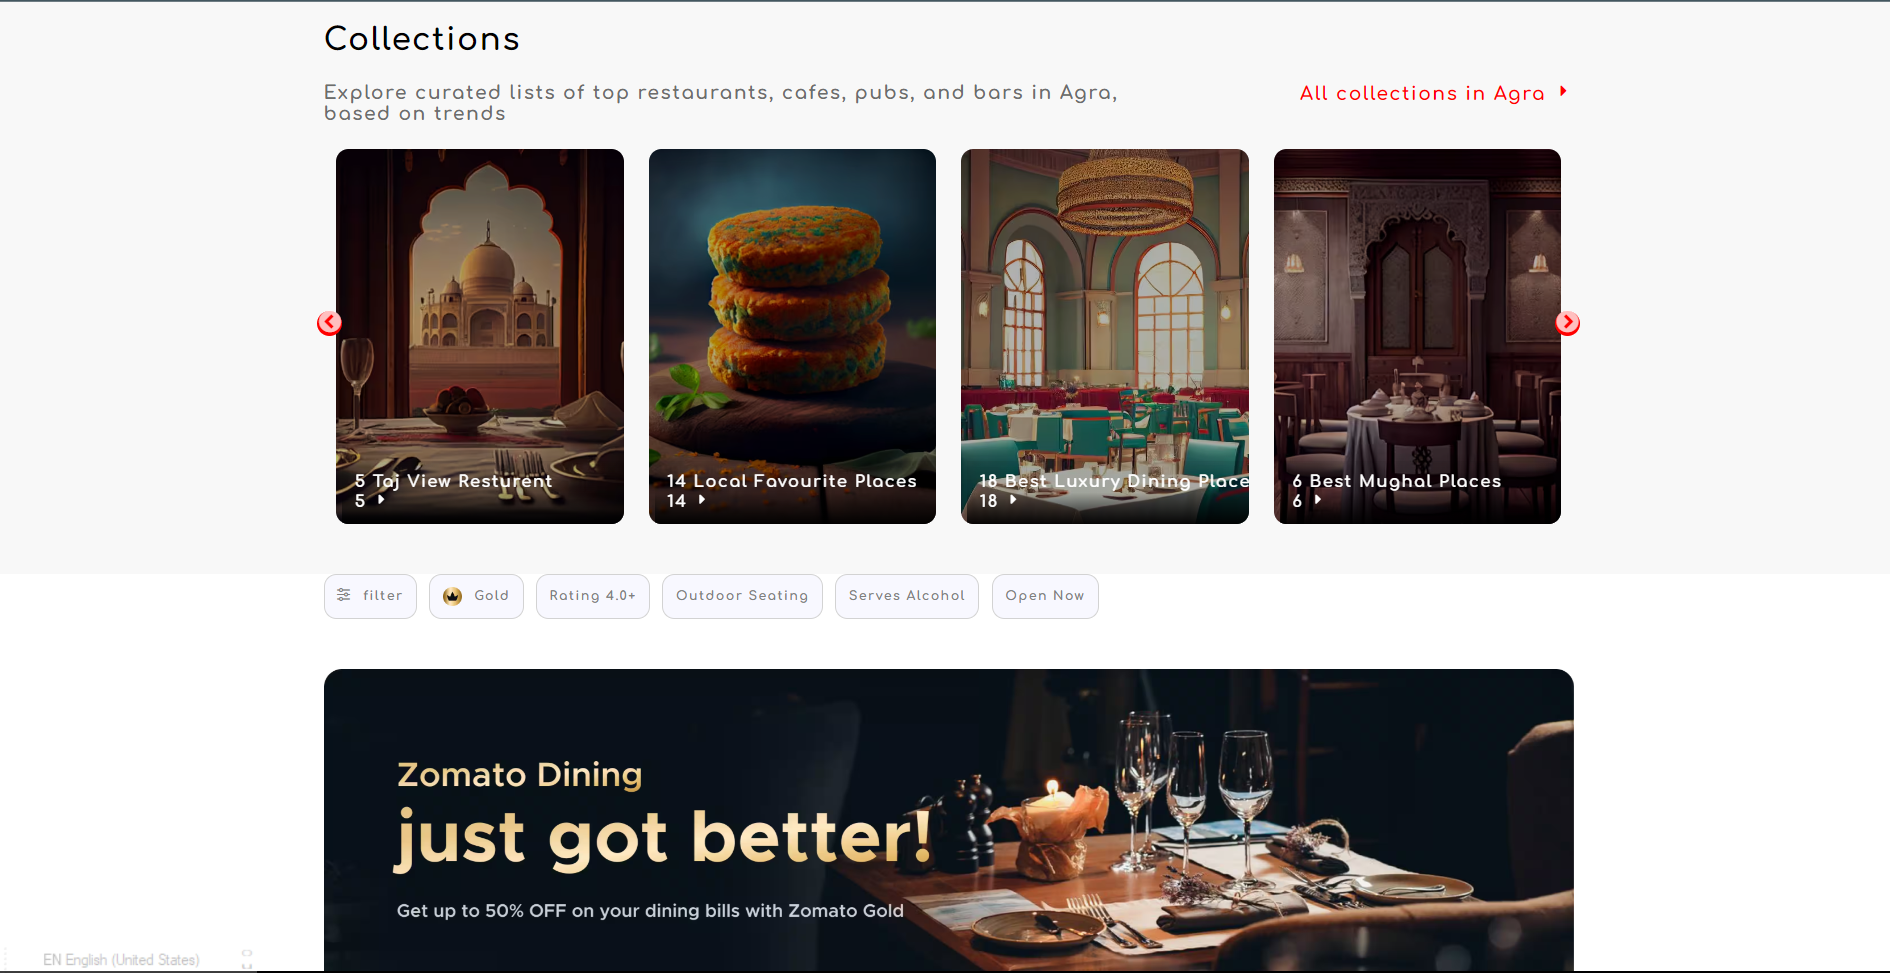 Collections
Explore curated lists of top restaurants, cafes, pubs, and bars in Agra,
based on trends
All collections in Agra
5 Taj View Resturent
5
14 Local Favourite Places
14
18 Best Luxury Dining Place
18
6 Best Mughal Places
6
filter
Gold
Rating 4.0+
Outdoor Seating
Serves Alcohol
Open Now
Zomato Dining
just got better!
Get up to 50% OFF on your dining bills with Zomato Gold
EN English (United States)